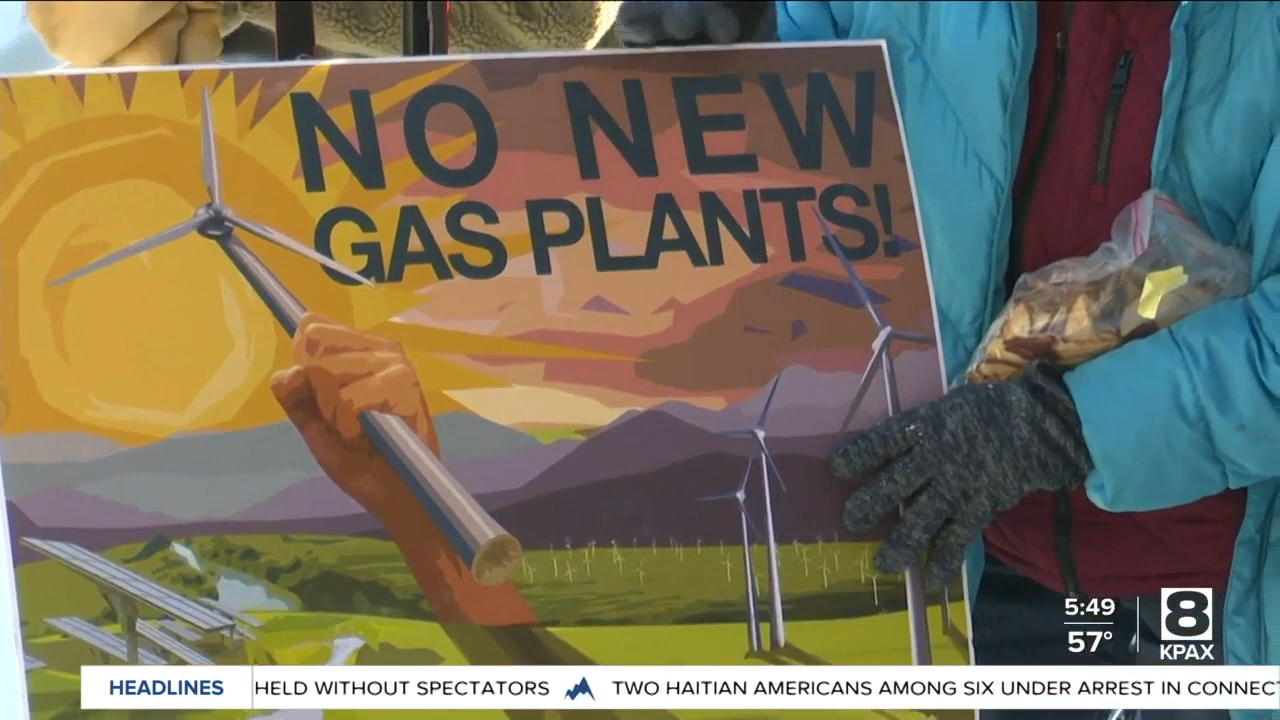 NO NEW
GAS PLANTS!
5:49
57°
8
KPAX
HEADLINES
HELD WITHOUT SPECTATORS
TWO HAITIAN AMERICANS AMONG SIX UNDER ARREST IN CONNECT